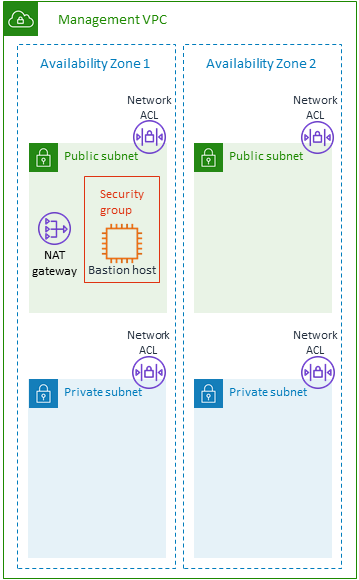 Management VPC
Availability Zone 1
Availability Zone 2
Network
ACL
Network
ACL
Public subnet
Public subnet
Security
group
NAT
gateway
Bastion host
Network
ACL
Network
ACL
Private subnet
Private subnet